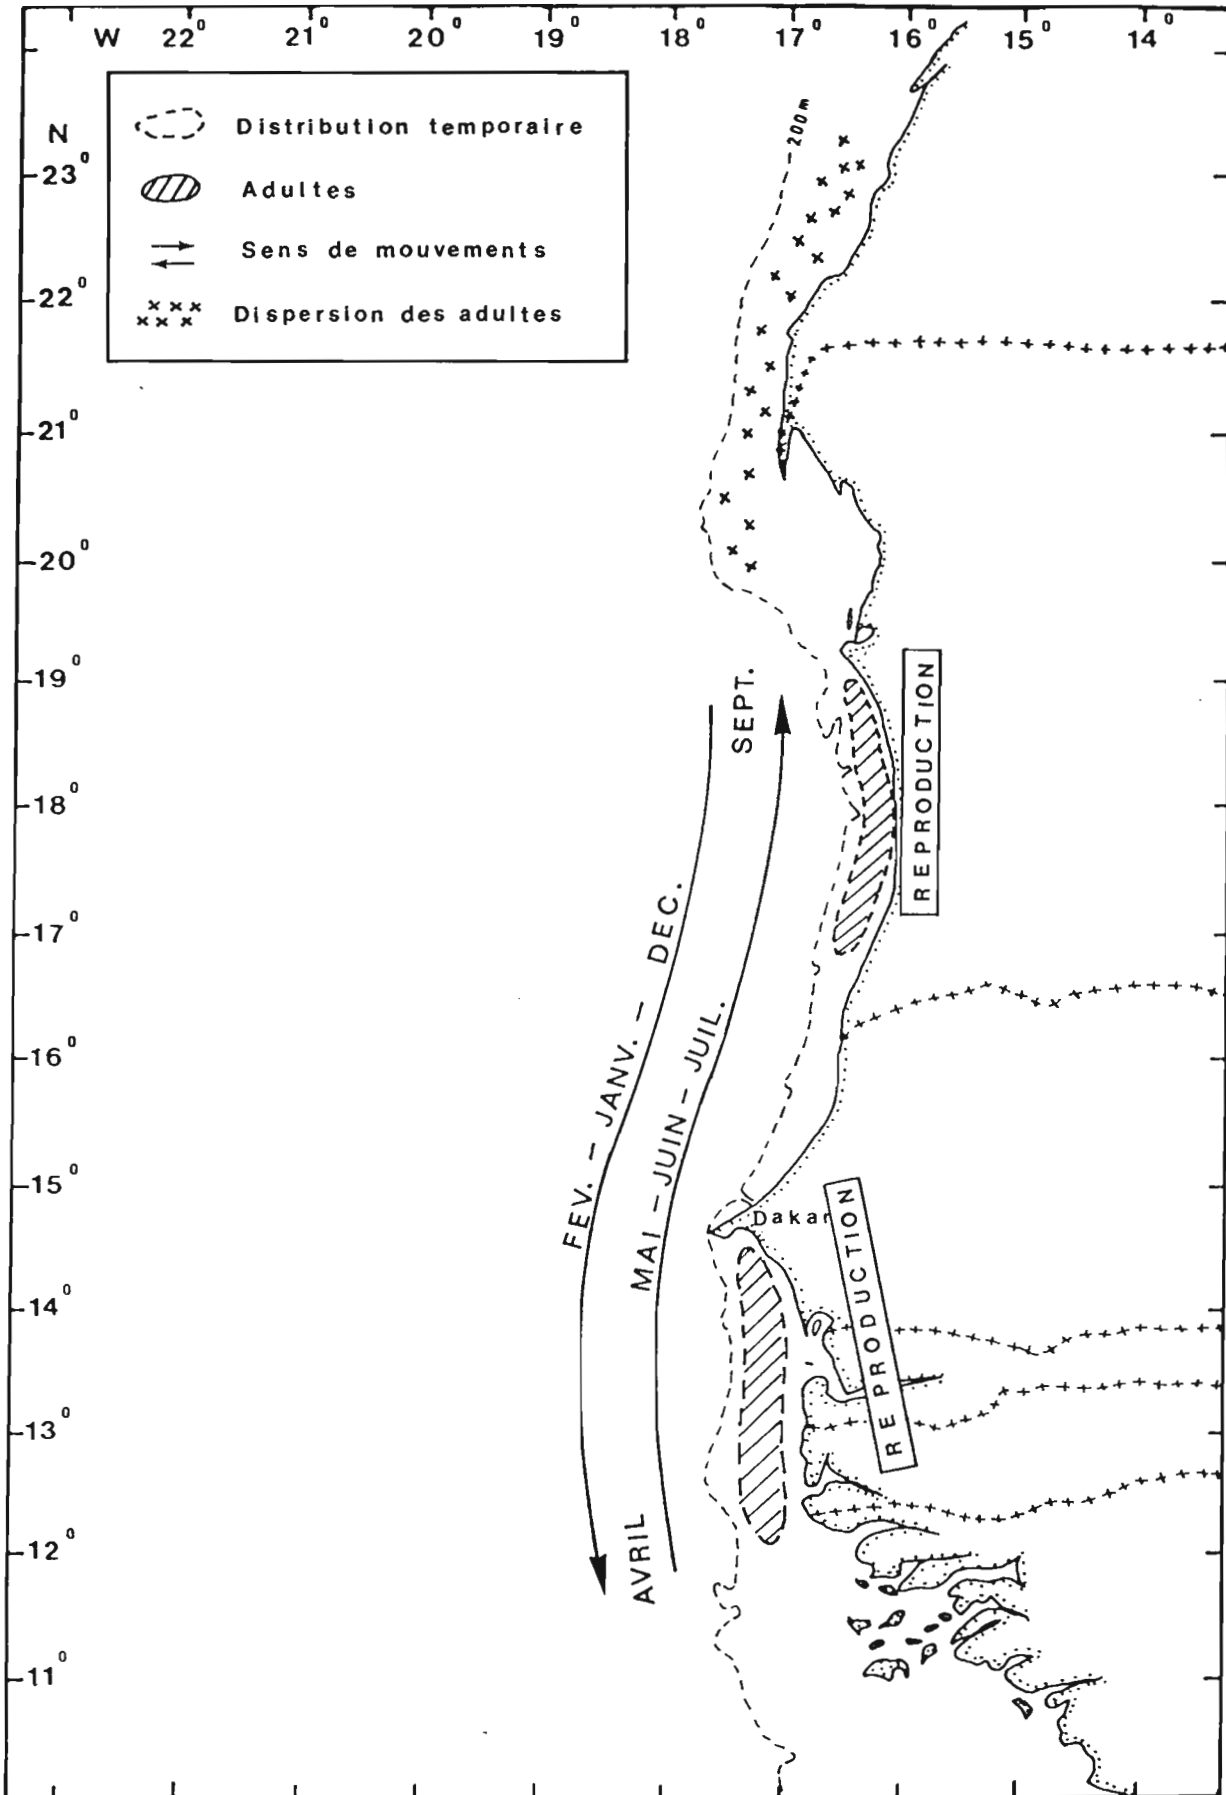 W 22° 21° 20° 19° 18° 17° 16° 15° 14°
N
Distribution temporaire
Adultes
Sens de mouvements
Dispersion des adultes
200m
-23°
-22°
-21°
-20°
-19°
-18°
-17°
-16°
-15°
-14°
-13°
-12°
-11°
SEPT.
REPRODUCTION
FEV. - JANV. - DEC.
MAI - JUIN - JUIL.
AVRIL
Dakar
REPRODUCTION